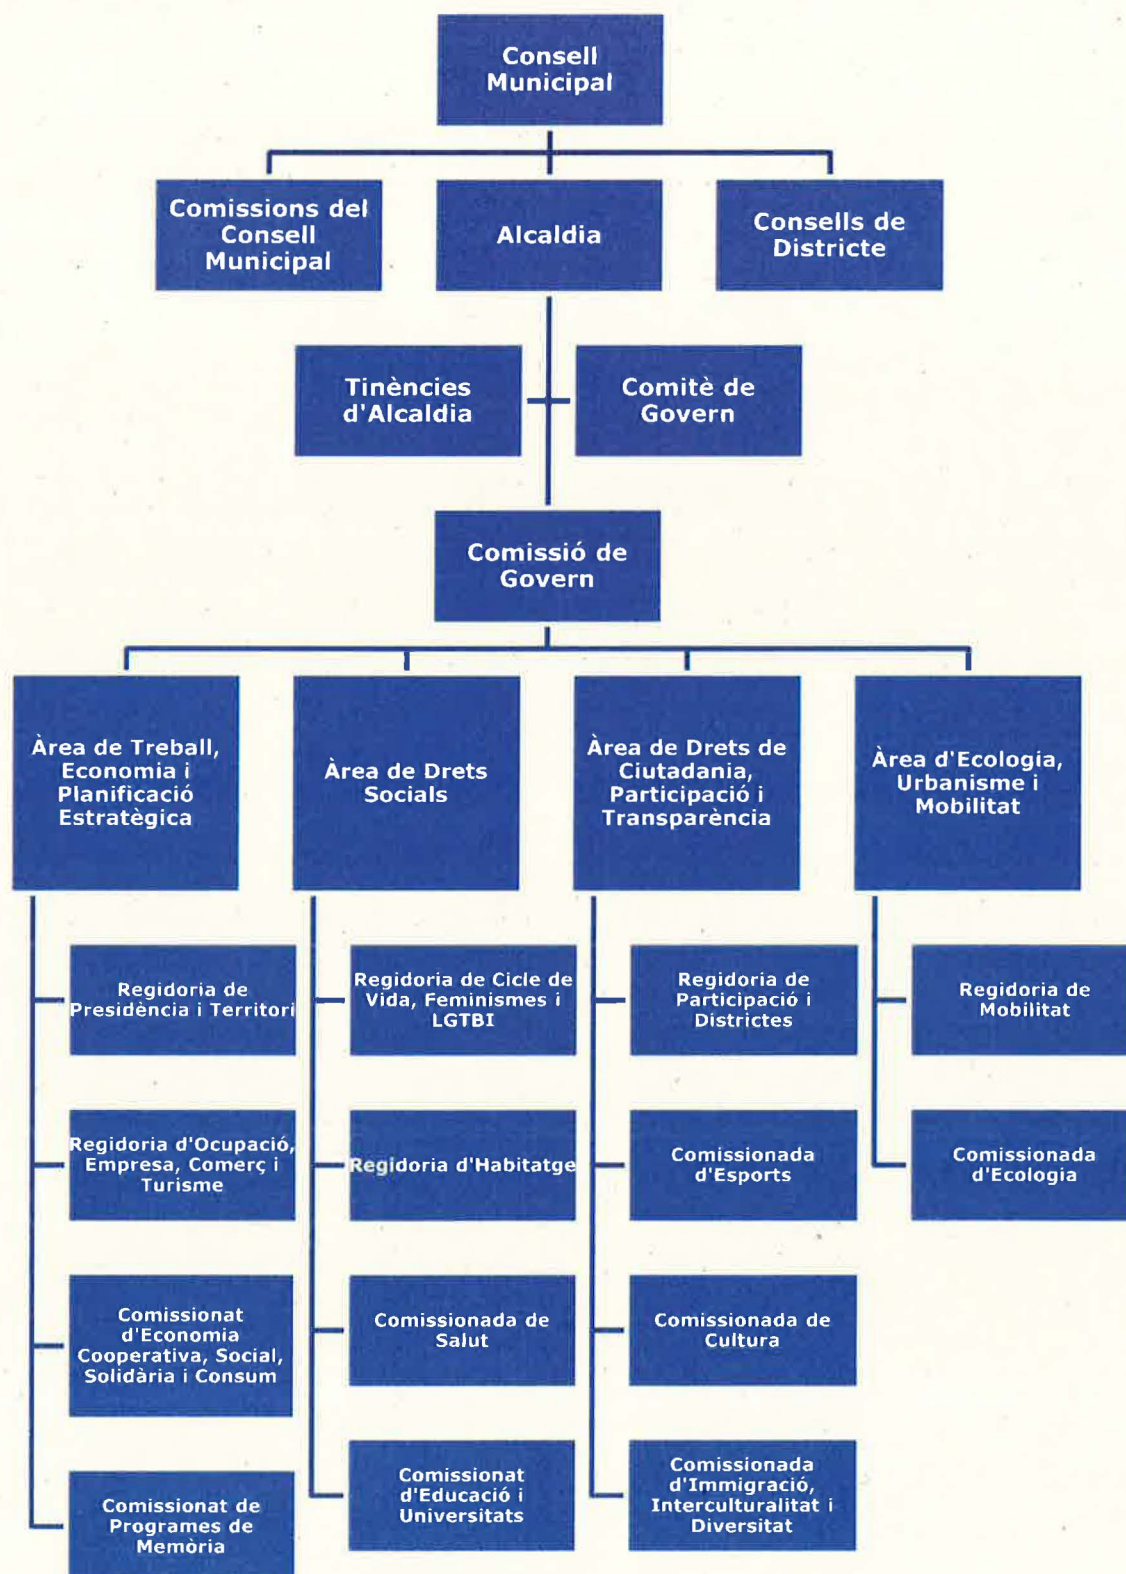 Consell
Municipal
Comissions del
Consell
Municipal
Alcaldia
Consells de
Districte
Tinències
d'Alcaldia
Comitè de
Govern
Comissió de
Govern
Àrea de Treball,
Economia i
Planificació
Estratègica
Àrea de Drets
Socials
Àrea de Drets de
Ciutadania,
Participació i
Transparència
Àrea d'Ecologia,
Urbanisme i
Mobilitat
Regidoria de
Presidència i Territori
Regidoria de Cicle de
Vida, Feminismes i
LGTBI
Regidoria de
Participació i
Districtes
Regidoria de
Mobilitat
Regidoria d'Ocupació,
Empresa, Comerç i
Turisme
Regidoria d'Habitatge
Comissionada
d'Esports
Comissionada
d'Ecologia
Comissionat
d'Economia
Cooperativa, Social,
Solidària i Consum
Comissionada de
Salut
Comissionada de
Cultura
Comissionat de
Programes de
Memòria
Comissionat
d'Educació i
Universitats
Comissionada
d'Immigració,
Interculturalitat i
Diversitat